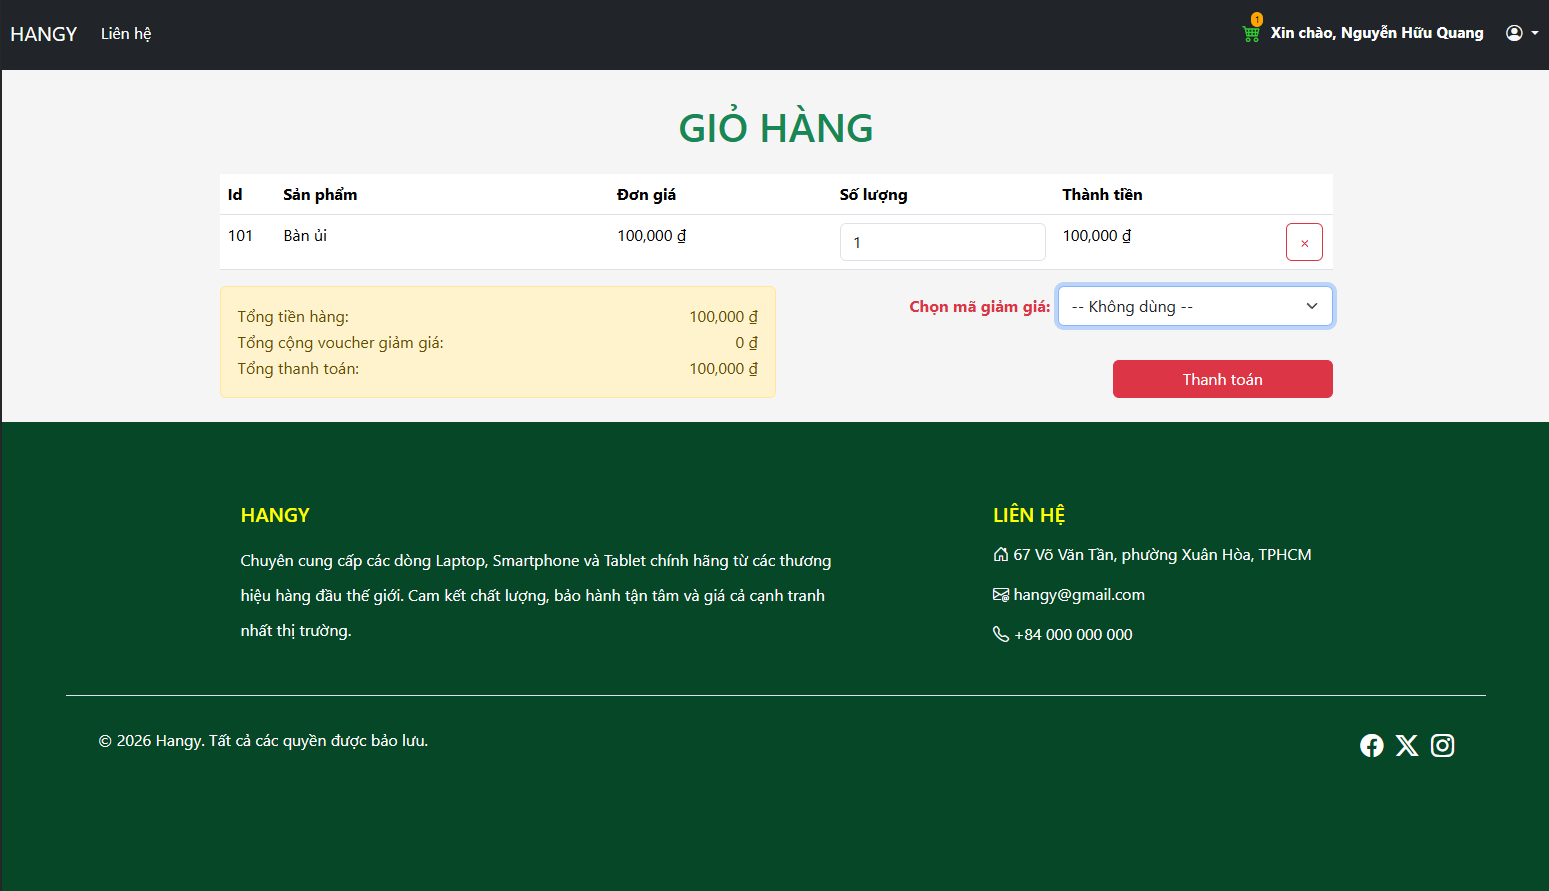 HANGY Liên hệ 1 Xin chào, Nguyễn Hữu Quang
GIỎ HÀNG
Id Sản phẩm Đơn giá Số lượng Thành tiền
101 Bàn ủi 100,000 ₫ 1 100,000 ₫ ×
Tổng tiền hàng: 100,000 ₫
Tổng cộng voucher giảm giá: 0 ₫
Tổng thanh toán: 100,000 ₫
Chọn mã giảm giá: -- Không dùng --
Thanh toán
HANGY
Chuyên cung cấp các dòng Laptop, Smartphone và Tablet chính hãng từ các thương
hiệu hàng đầu thế giới. Cam kết chất lượng, bảo hành tận tâm và giá cả cạnh tranh
nhất thị trường.
LIÊN HỆ
67 Võ Văn Tần, phường Xuân Hòa, TPHCM
hangy@gmail.com
+84 000 000 000
© 2026 Hangy. Tất cả các quyền được bảo lưu.